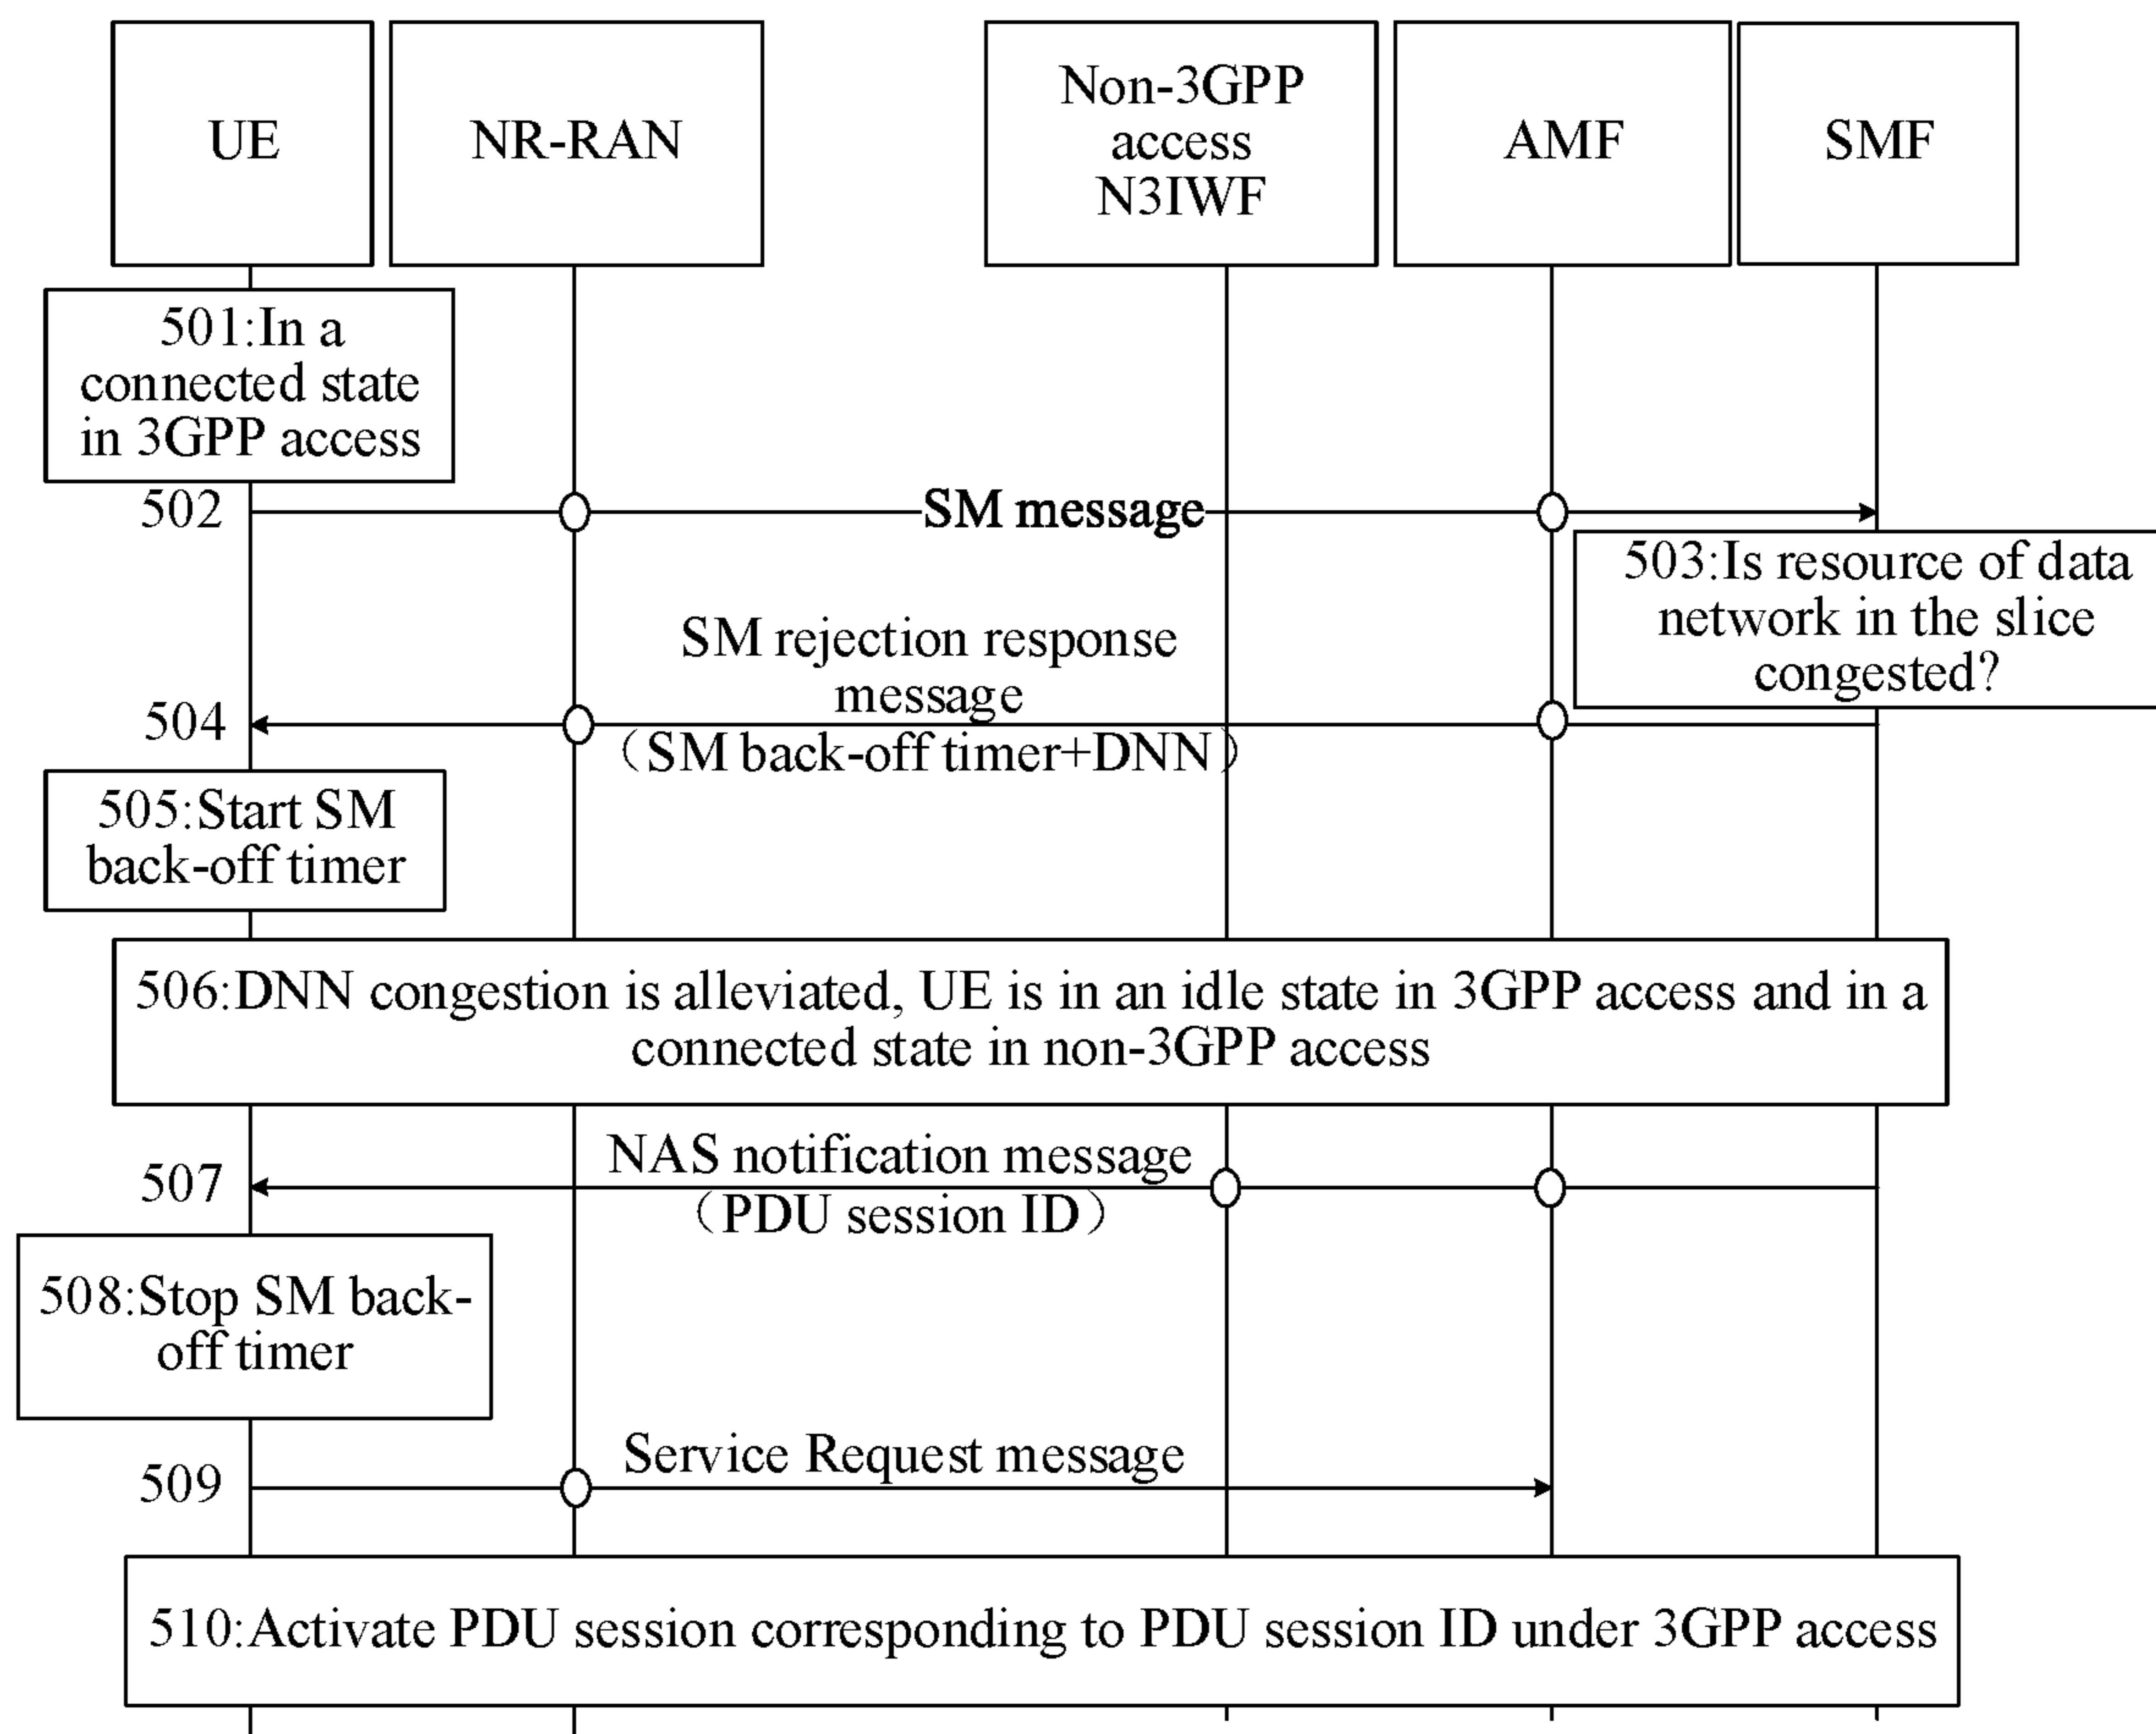 UE
NR-RAN
Non-3GPP
access
N3IWF
AMF
SMF
501:In a
connected state
in 3GPP access
502
SM message
503:Is resource of data
network in the slice
congested?
SM rejection response
message
504
（SM back-off timer+DNN）
505:Start SM
back-off timer
506:DNN congestion is alleviated, UE is in an idle state in 3GPP access and in a
connected state in non-3GPP access
NAS notification message
507
（PDU session ID）
508:Stop SM back-
off timer
Service Request message
509
510:Activate PDU session corresponding to PDU session ID under 3GPP access